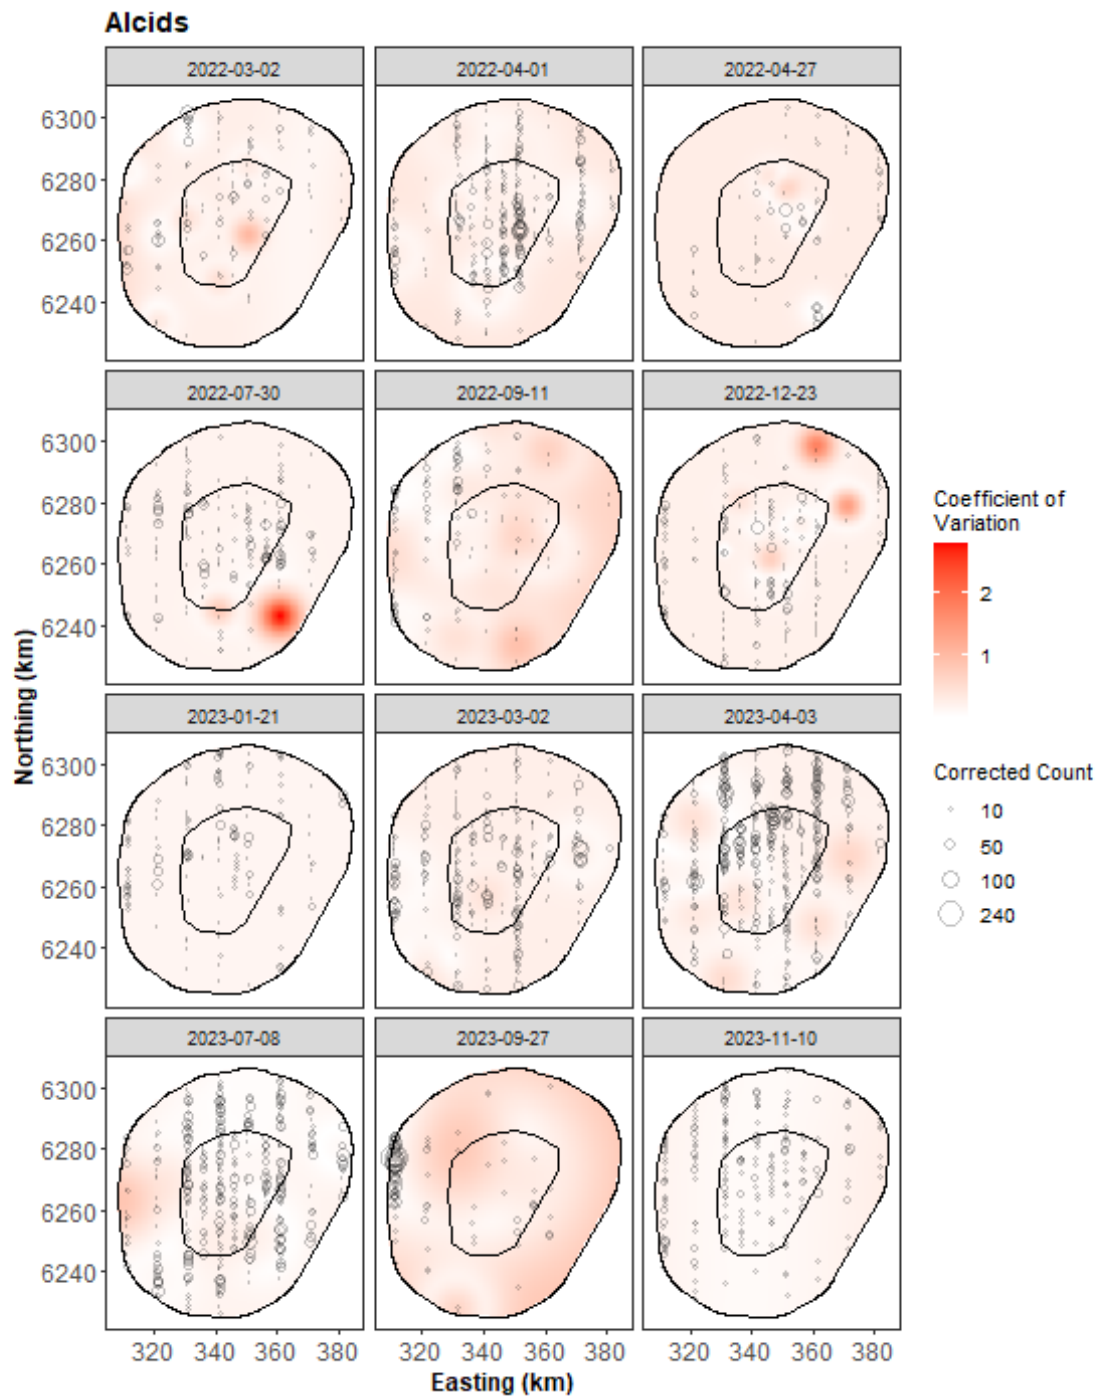 Alcids
2022-03-02 2022-04-01 2022-04-27
6300
6280
6260
6240
2022-07-30 2022-09-11 2022-12-23
6300
6280
6260
6240
2023-01-21 2023-03-02 2023-04-03
6300
6280
6260
6240
2023-07-08 2023-09-27 2023-11-10
6300
6280
6260
6240
320 340 360 380 320 340 360 380 320 340 360 380
Easting (km)
Northing (km)
Coefficient of
Variation
2
1
Corrected Count
10
50
100
240